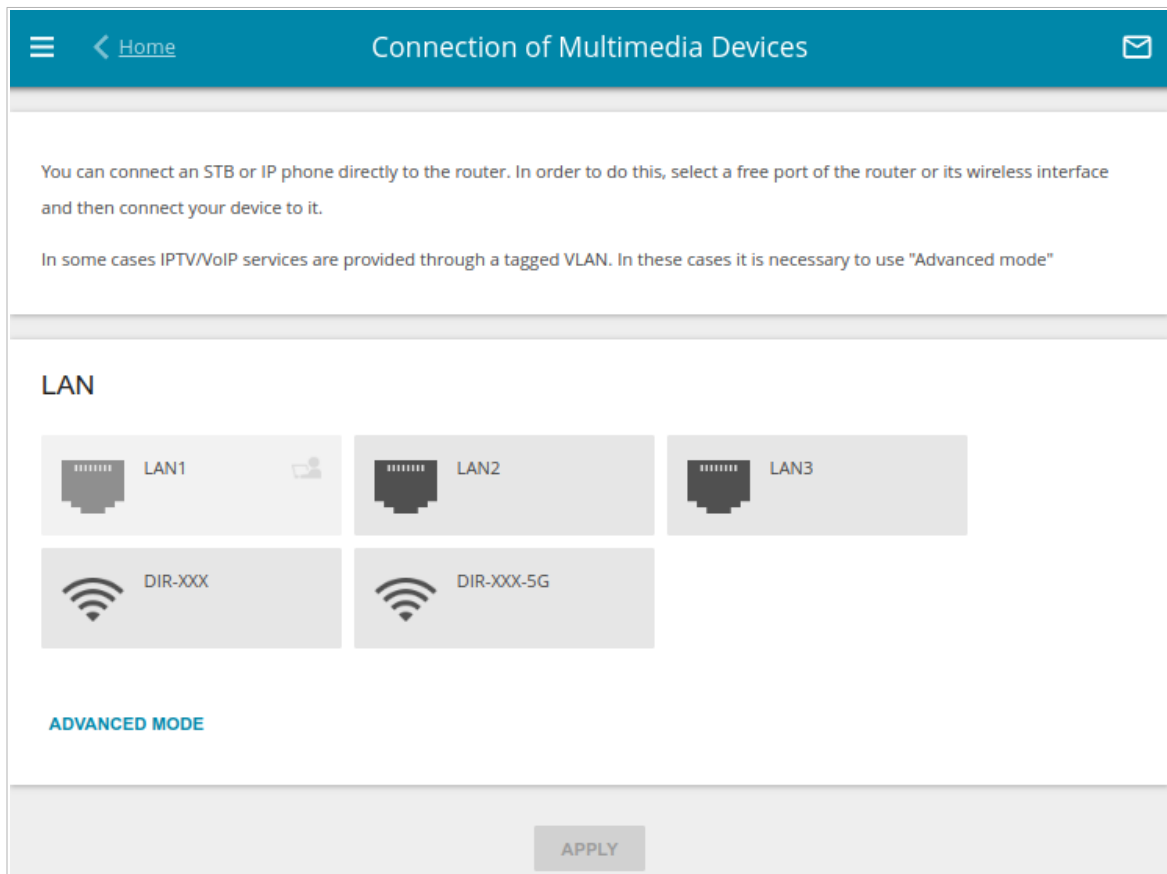 Home
Connection of Multimedia Devices
You can connect an STB or IP phone directly to the router. In order to do this, select a free port of the router or its wireless interface
and then connect your device to it.
In some cases IPTV/VoIP services are provided through a tagged VLAN. In these cases it is necessary to use "Advanced mode"
LAN
LAN1
LAN2
LAN3
DIR-XXX
DIR-XXX-5G
ADVANCED MODE
APPLY